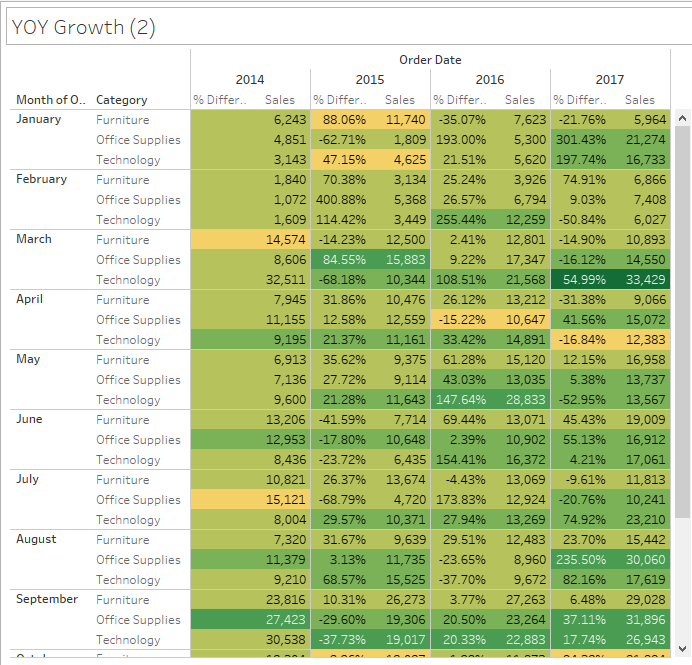 YOY Growth (2)
Order Date
2014 2015 2016 2017
Month of O.. Category % Differ.. Sales % Differ.. Sales % Differ.. Sales % Differ.. Sales
January Furniture 6,243 88.06% 11,740 -35.07% 7,623 -21.76% 5,964
Office Supplies 4,851 -62.71% 1,809 193.00% 5,300 301.43% 21,274
Technology 3,143 47.15% 4,625 21.51% 5,620 197.74% 16,733
February Furniture 1,840 70.38% 3,134 25.24% 3,926 74.91% 6,866
Office Supplies 1,072 400.88% 5,368 26.57% 6,794 9.03% 7,408
Technology 1,609 114.42% 3,449 255.44% 12,259 -50.84% 6,027
March Furniture 14,574 -14.23% 12,500 2.41% 12,801 -14.90% 10,893
Office Supplies 8,606 84.55% 15,883 9.22% 17,347 -16.12% 14,550
Technology 32,511 -68.18% 10,344 108.51% 21,568 54.99% 33,429
April Furniture 7,945 31.86% 10,476 26.12% 13,212 -31.38% 9,066
Office Supplies 11,155 12.58% 12,559 -15.22% 10,647 41.56% 15,072
Technology 9,195 21.37% 11,161 33.42% 14,891 -16.84% 12,383
May Furniture 6,913 35.62% 9,375 61.28% 15,120 12.15% 16,958
Office Supplies 7,136 27.72% 9,114 43.03% 13,035 5.38% 13,737
Technology 9,600 21.28% 11,643 147.64% 28,833 -52.95% 13,567
June Furniture 13,206 -41.59% 7,714 69.44% 13,071 45.43% 19,009
Office Supplies 12,953 -17.80% 10,648 2.39% 10,902 55.13% 16,912
Technology 8,436 -23.72% 6,435 154.41% 16,372 4.21% 17,061
July Furniture 10,821 26.37% 13,674 -4.43% 13,069 -9.61% 11,813
Office Supplies 15,121 -68.79% 4,720 173.83% 12,924 -20.76% 10,241
Technology 8,004 29.57% 10,371 27.94% 13,269 74.92% 23,210
August Furniture 7,320 31.67% 9,639 29.51% 12,483 23.70% 15,442
Office Supplies 11,379 3.13% 11,735 -23.65% 8,960 235.50% 30,060
Technology 9,210 68.57% 15,525 -37.70% 9,672 82.16% 17,619
September Furniture 23,816 10.31% 26,273 3.77% 27,263 6.48% 29,028
Office Supplies 27,423 -29.60% 19,306 20.50% 23,264 37.11% 31,896
Technology 30,538 -37.73% 19,017 20.33% 22,883 17.74% 26,943